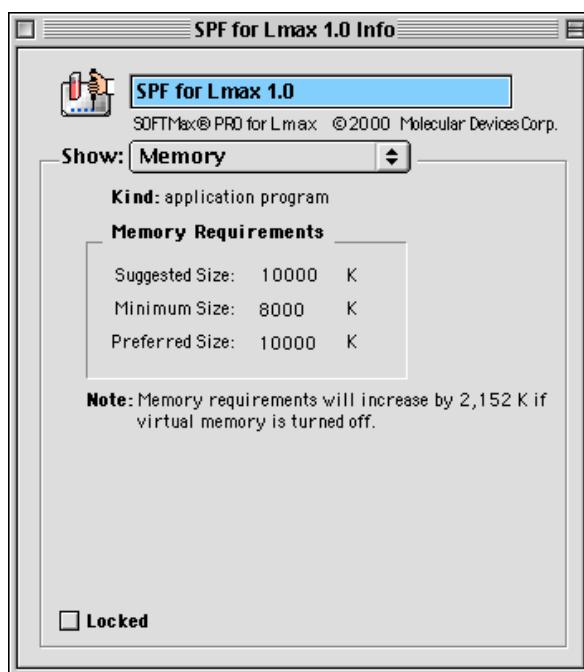 SPF for Lmax 1.0 Info
SPF for Lmax 1.0
SOFTMax® PRO for Lmax ©2000 Molecular Devices Corp.
Show: Memory
Kind: application program
Memory Requirements
Suggested Size: 10000 K
Minimum Size: 8000 K
Preferred Size: 10000 K
Note: Memory requirements will increase by 2,152 K if
virtual memory is turned off.
Locked